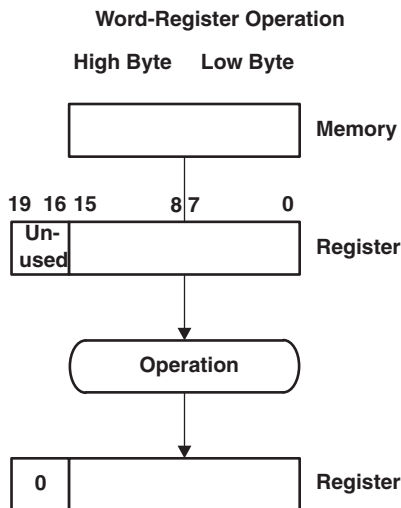 Word-Register Operation
High Byte Low Byte
Memory
19 16 15 8 7 0
Un-
used
Register
Operation
0
Register